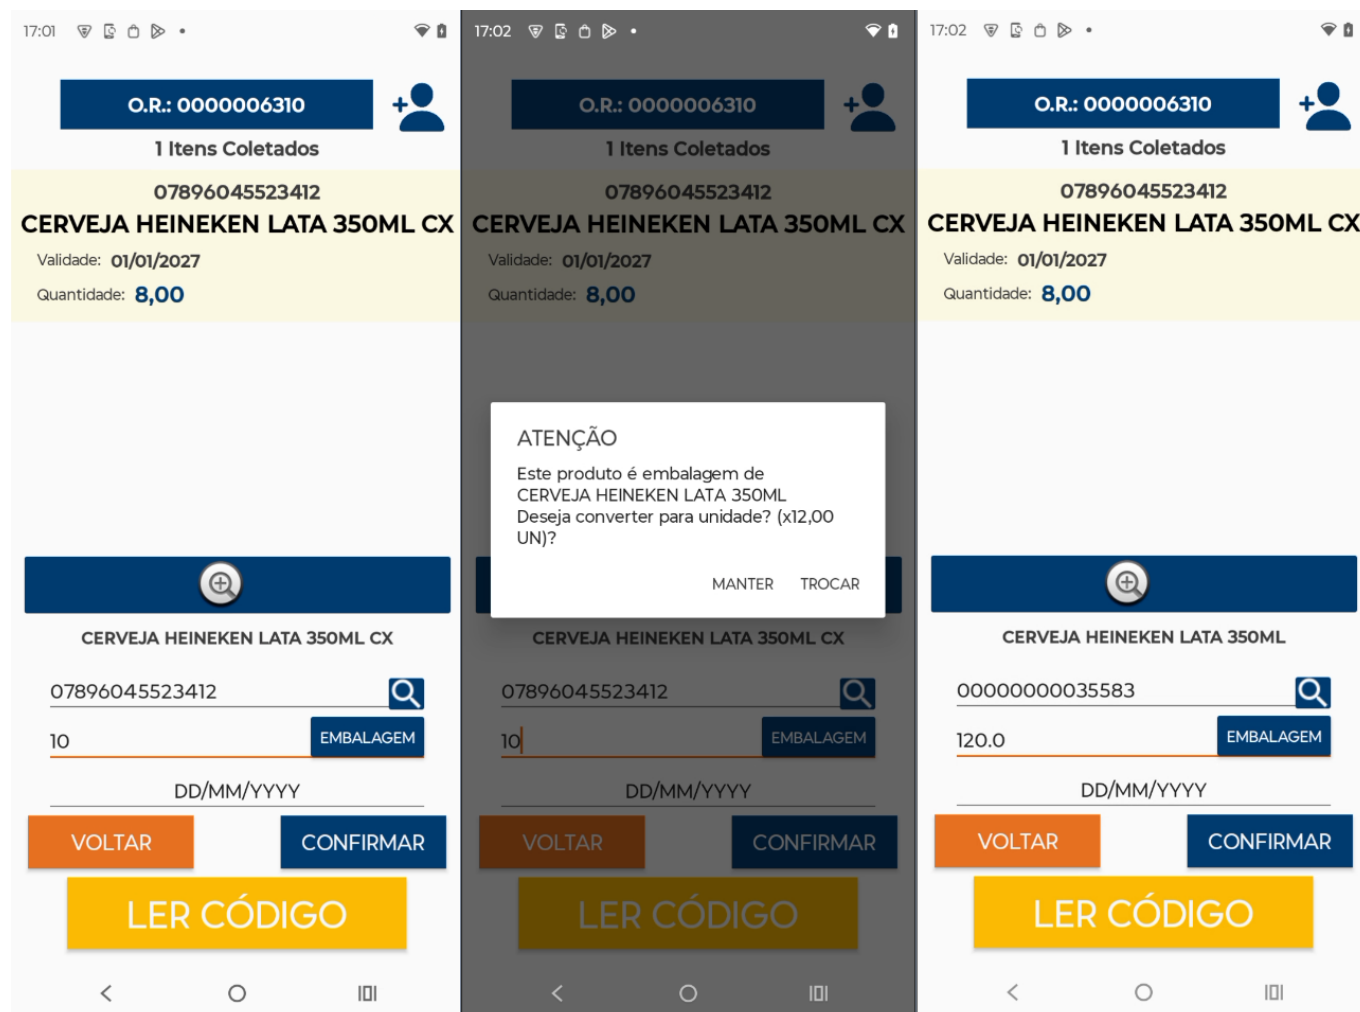 17:01
O.R.: 0000006310
1 Itens Coletados
07896045523412
CERVEJA HEINEKEN LATA 350ML CX
Validade: 01/01/2027
Quantidade: 8,00
CERVEJA HEINEKEN LATA 350ML CX
07896045523412
10
EMBALAGEM
DD/MM/YYYY
VOLTAR
CONFIRMAR
LER CÓDIGO
17:02
O.R.: 0000006310
1 Itens Coletados
07896045523412
CERVEJA HEINEKEN LATA 350ML CX
Validade: 01/01/2027
Quantidade: 8,00
ATENÇÃO
Este produto é embalagem de
CERVEJA HEINEKEN LATA 350ML
Deseja converter para unidade? (x12,00
UN)?
MANTER
TROCAR
CERVEJA HEINEKEN LATA 350ML CX
07896045523412
10
EMBALAGEM
DD/MM/YYYY
VOLTAR
CONFIRMAR
LER CÓDIGO
17:02
O.R.: 0000006310
1 Itens Coletados
07896045523412
CERVEJA HEINEKEN LATA 350ML CX
Validade: 01/01/2027
Quantidade: 8,00
CERVEJA HEINEKEN LATA 350ML
00000000035583
120.0
EMBALAGEM
DD/MM/YYYY
VOLTAR
CONFIRMAR
LER CÓDIGO